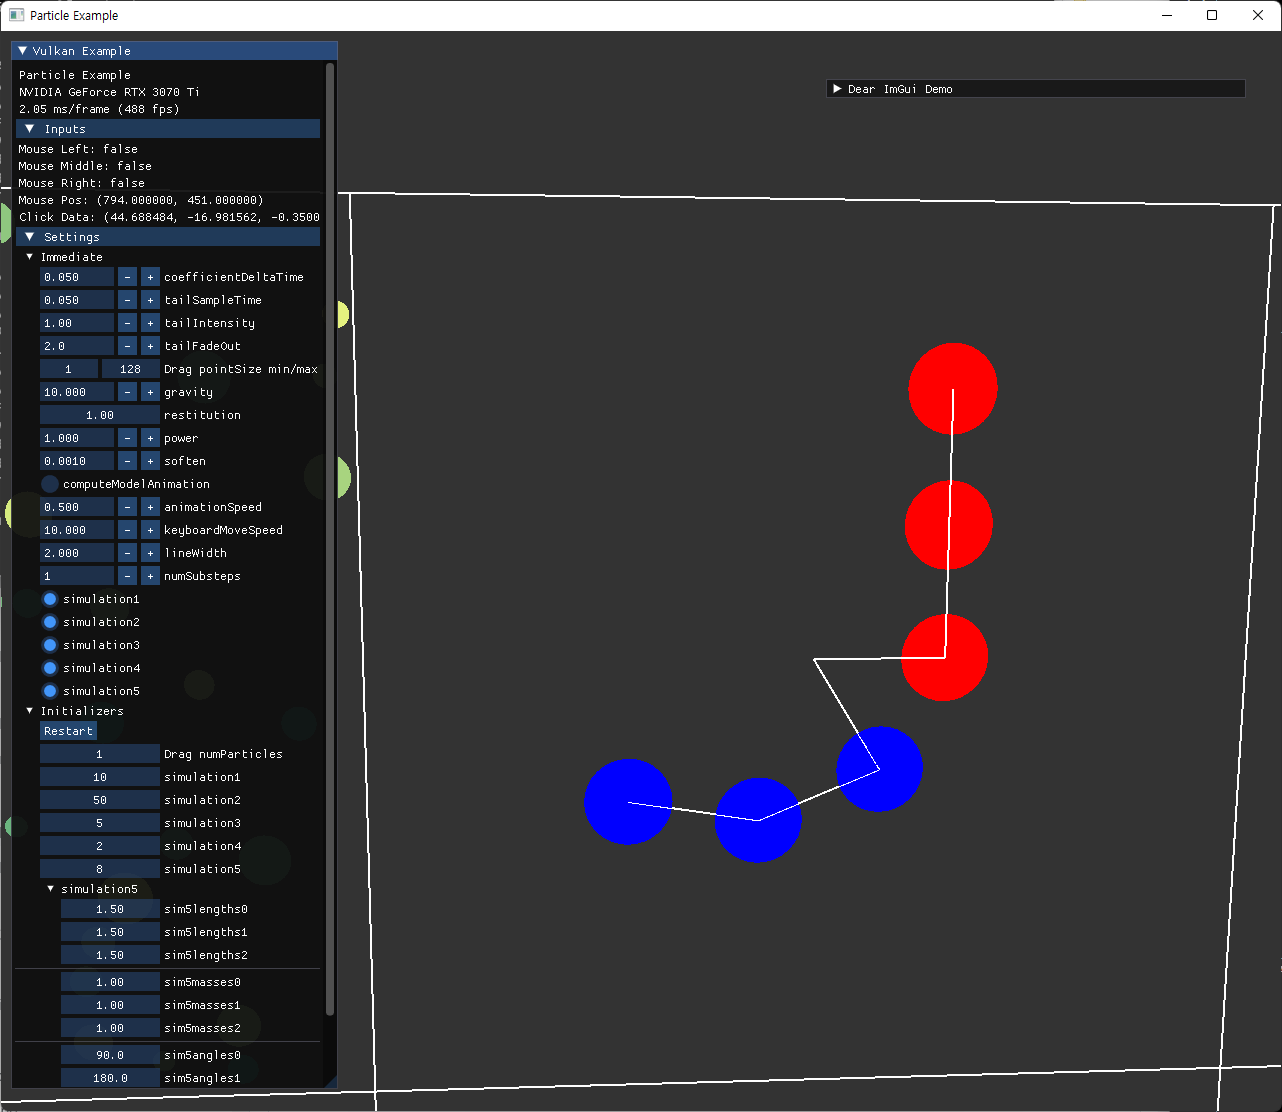 Particle Example
Vulkan Example
Particle Example
NVIDIA GeForce RTX 3070 Ti
2.05 ms/frame (488 fps)
Inputs
Mouse Left: false
Mouse Middle: false
Mouse Right: false
Mouse Pos: (794.000000, 451.000000)
Click Data: (44.688484, -16.981562, -0.3500
Settings
Immediate
0.050 - + coefficientDeltaTime
0.050 - + tailSampleTime
1.00 - + tailIntensity
2.0 - + tailFadeOut
1 128 Drag pointSize min/max
10.000 - + gravity
1.00 restitution
1.000 - + power
0.0010 - + soften
computeModelAnimation
0.500 - + animationSpeed
10.000 - + keyboardMoveSpeed
2.000 - + lineWidth
1 - + numSubsteps
simulation1
simulation2
simulation3
simulation4
simulation5
Initializers
Restart
1 Drag numParticles
10 simulation1
50 simulation2
5 simulation3
2 simulation4
8 simulation5
simulation5
1.50 sim5lengths0
1.50 sim5lengths1
1.50 sim5lengths2
1.00 sim5masses0
1.00 sim5masses1
1.00 sim5masses2
90.0 sim5angles0
180.0 sim5angles1
Dear ImGui Demo